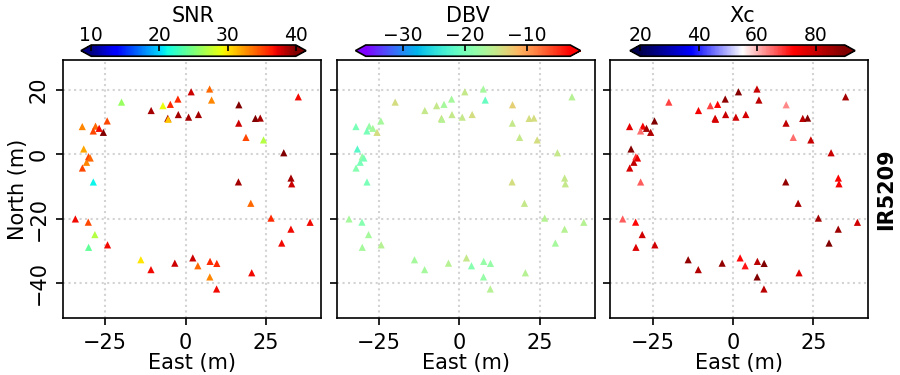 SNR DBV Xc
10 20 30 40 −30 −20 −10 20 40 60 80
20
0
−20
−40
North (m)
IR5209
−25 0 25 −25 0 25 −25 0 25
East (m) East (m) East (m)